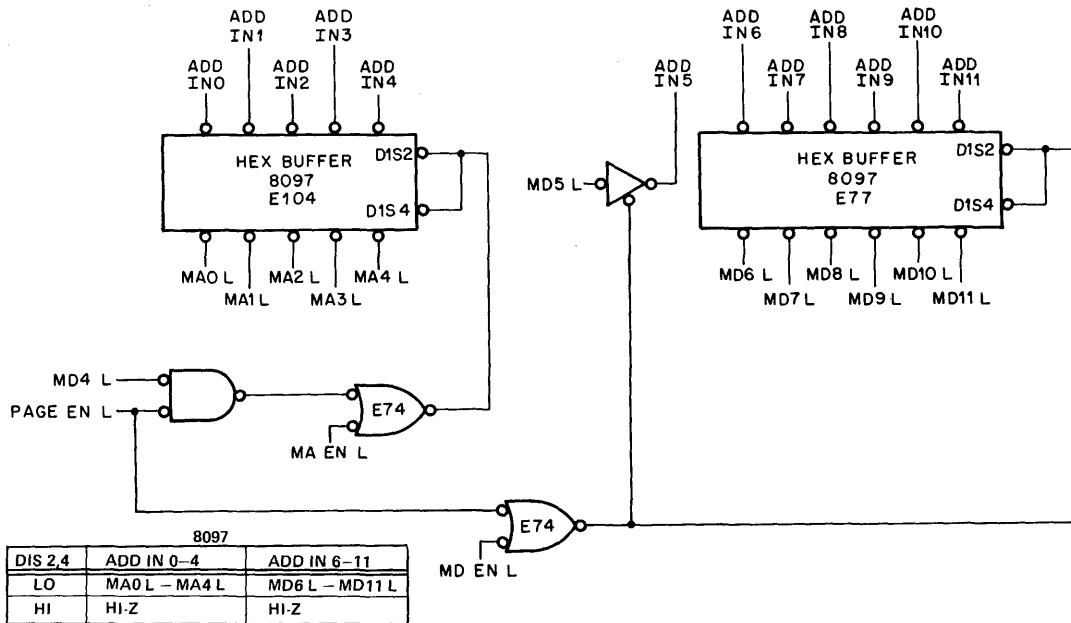 ADD IN1
ADD IN3
ADD IN0
ADD IN2
ADD IN4
ADD IN5
ADD IN6
ADD IN8
ADD IN10
ADD IN7
ADD IN9
ADD IN11
HEX BUFFER
8097
E104
D1S2
D1S4
MA0 L
MA2 L
MA4 L
MA1 L
MA3 L
MD5 L
HEX BUFFER
8097
E77
D1S2
D1S4
MD6 L
MD8 L
MD10 L
MD7 L
MD9 L
MD11 L
MD4 L
PAGE EN L
E74
MA EN L
E74
MD EN L
8097
DIS 2,4 ADD IN 0–4 ADD IN 6–11
LO MA0 L – MA4 L MD6 L – MD11 L
HI HI-Z HI-Z